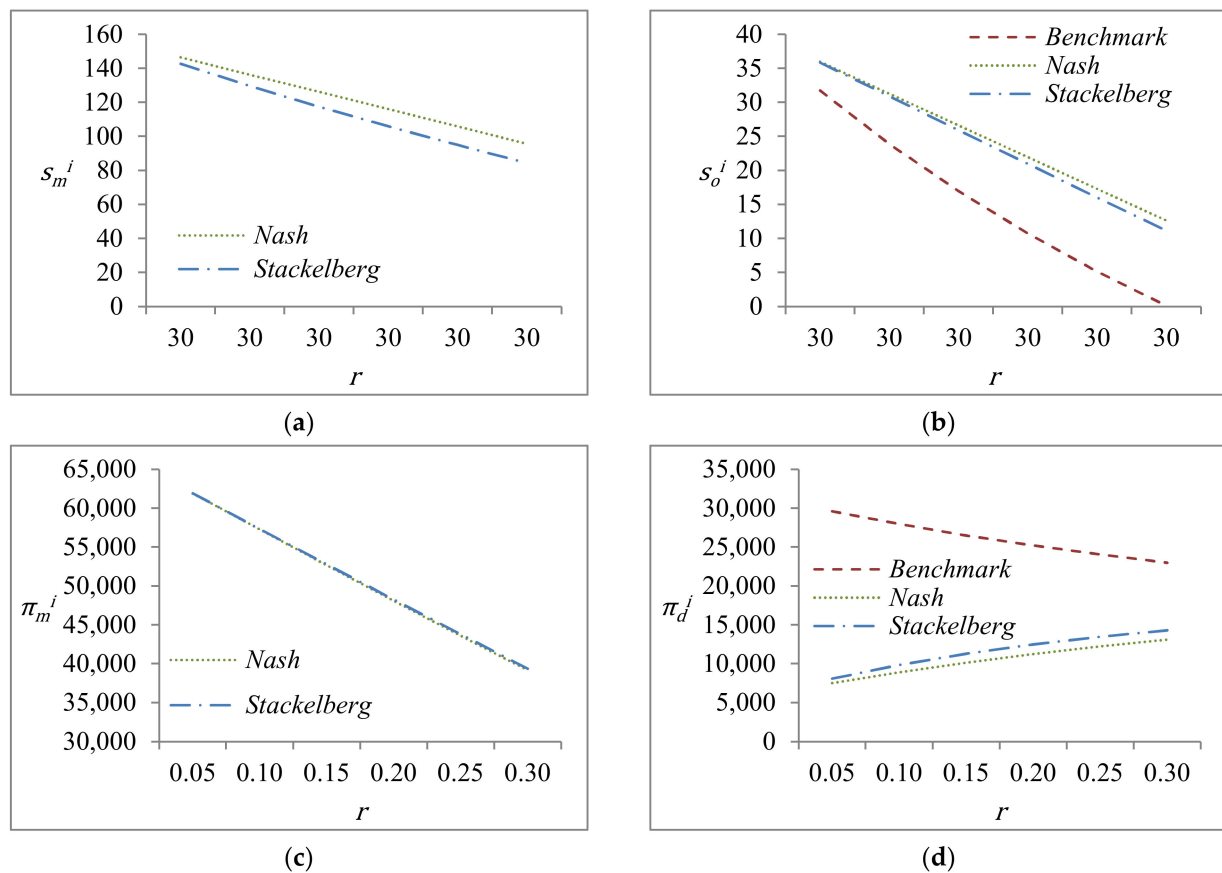 160
140
120
100
80
60
40
20
0
s_m^i
Nash
Stackelberg
30 30 30 30 30 30
r
(a)
40
35
30
25
20
15
10
5
0
s_o^i
Benchmark
Nash
Stackelberg
30 30 30 30 30 30
r
(b)
65,000
60,000
55,000
50,000
45,000
40,000
35,000
30,000
π_m^i
Nash
Stackelberg
0.05 0.10 0.15 0.20 0.25 0.30
r
(c)
35,000
30,000
25,000
20,000
15,000
10,000
5,000
0
π_d^i
Benchmark
Nash
Stackelberg
0.05 0.10 0.15 0.20 0.25 0.30
r
(d)